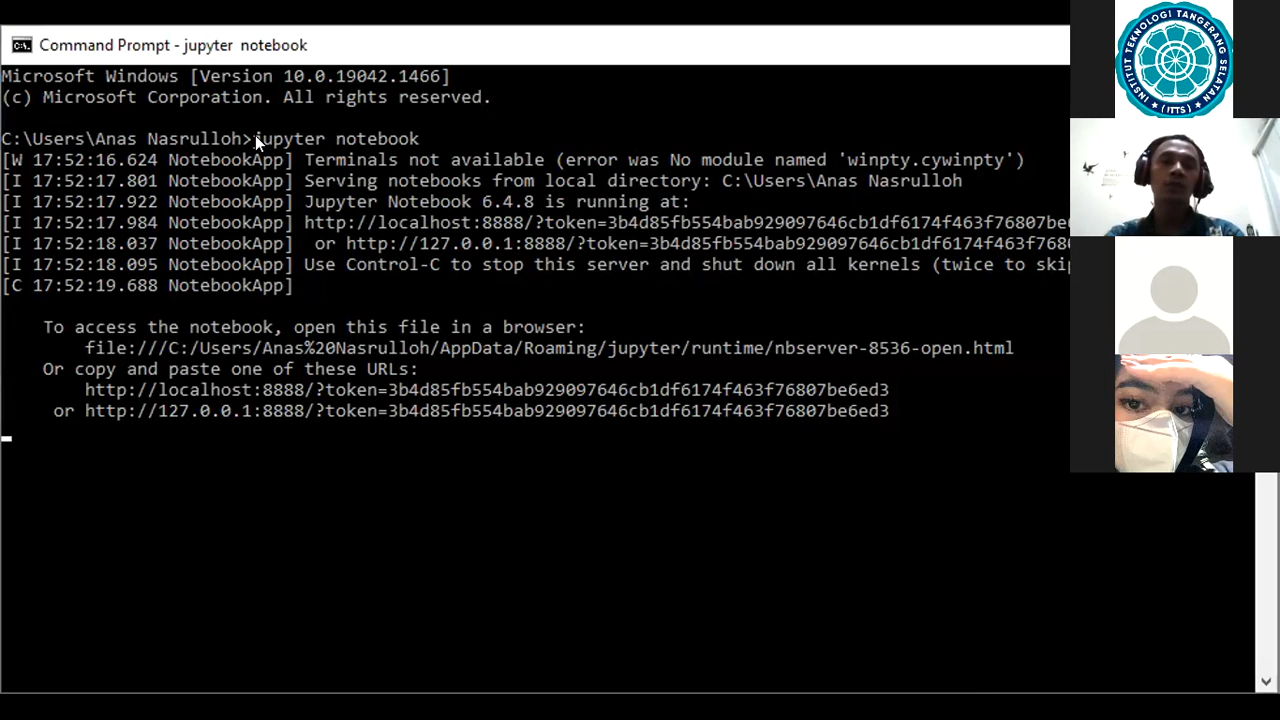 Command Prompt - jupyter  notebook
Microsoft Windows [Version 10.0.19042.1466]
(c) Microsoft Corporation. All rights reserved.
C:\Users\Anas Nasrulloh>jupyter notebook
[W 17:52:16.624 NotebookApp] Terminals not available (error was No module named 'winpty.cywinpty')
[I 17:52:17.801 NotebookApp] Serving notebooks from local directory: C:\Users\Anas Nasrulloh
[I 17:52:17.922 NotebookApp] Jupyter Notebook 6.4.8 is running at:
[I 17:52:17.984 NotebookApp] http://localhost:8888/?token=3b4d85fb554bab929097646cb1df6174f463f76807be
[I 17:52:18.037 NotebookApp]  or http://127.0.0.1:8888/?token=3b4d85fb554bab929097646cb1df6174f463f768
[I 17:52:18.095 NotebookApp] Use Control-C to stop this server and shut down all kernels (twice to skip
[C 17:52:19.688 NotebookApp]
To access the notebook, open this file in a browser:
file:///C:/Users/Anas%20Nasrulloh/AppData/Roaming/jupyter/runtime/nbserver-8536-open.html
Or copy and paste one of these URLs:
http://localhost:8888/?token=3b4d85fb554bab929097646cb1df6174f463f76807be6ed3
or http://127.0.0.1:8888/?token=3b4d85fb554bab929097646cb1df6174f463f76807be6ed3
INSTITUT TEKNOLOGI TANGERANG SELATAN
(ITTS)